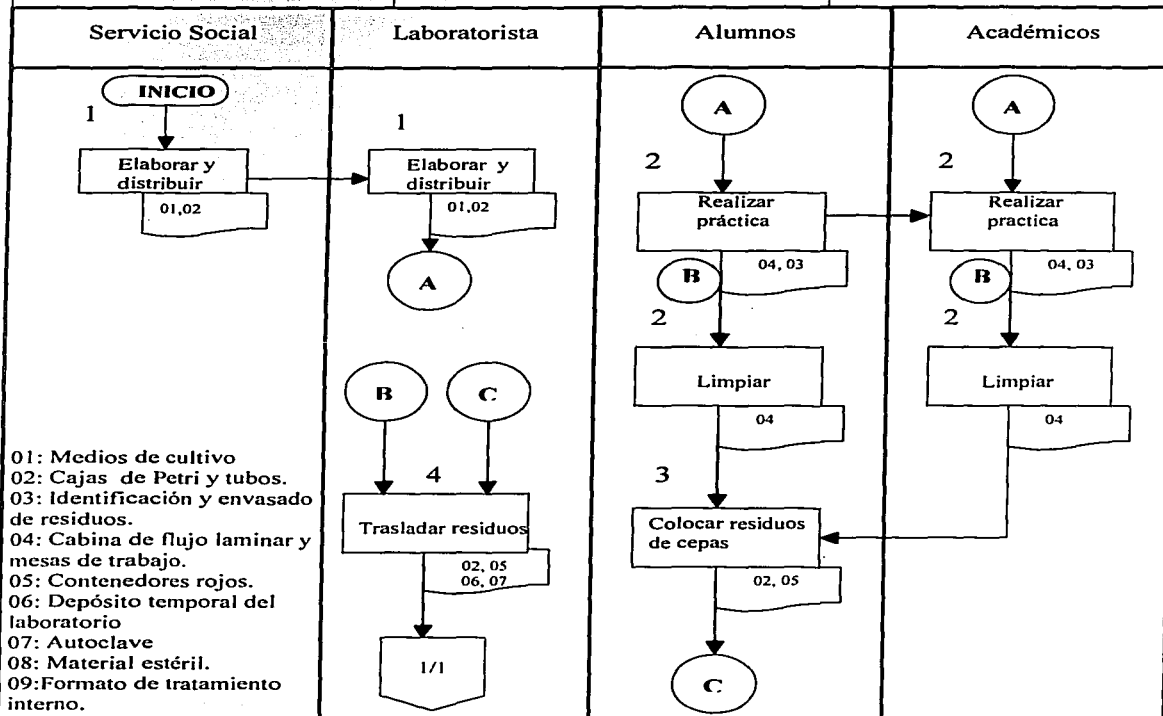 Servicio Social
Laboratorista
Alumnos
Académicos
INICIO
1
Elaborar y
distribuir
01,02
1
Elaborar y
distribuir
01,02
A
A
2
Realizar
práctica
04, 03
B
2
Limpiar
04
3
Colocar residuos
de cepas
02, 05
C
A
2
Realizar
practica
04, 03
B
2
Limpiar
04
B
C
4
Trasladar residuos
02, 05
06, 07
1/1
01: Medios de cultivo
02: Cajas de Petri y tubos.
03: Identificación y envasado
de residuos.
04: Cabina de flujo laminar y
mesas de trabajo.
05: Contenedores rojos.
06: Depósito temporal del
laboratorio
07: Autoclave
08: Material estéril.
09:Formato de tratamiento
interno.